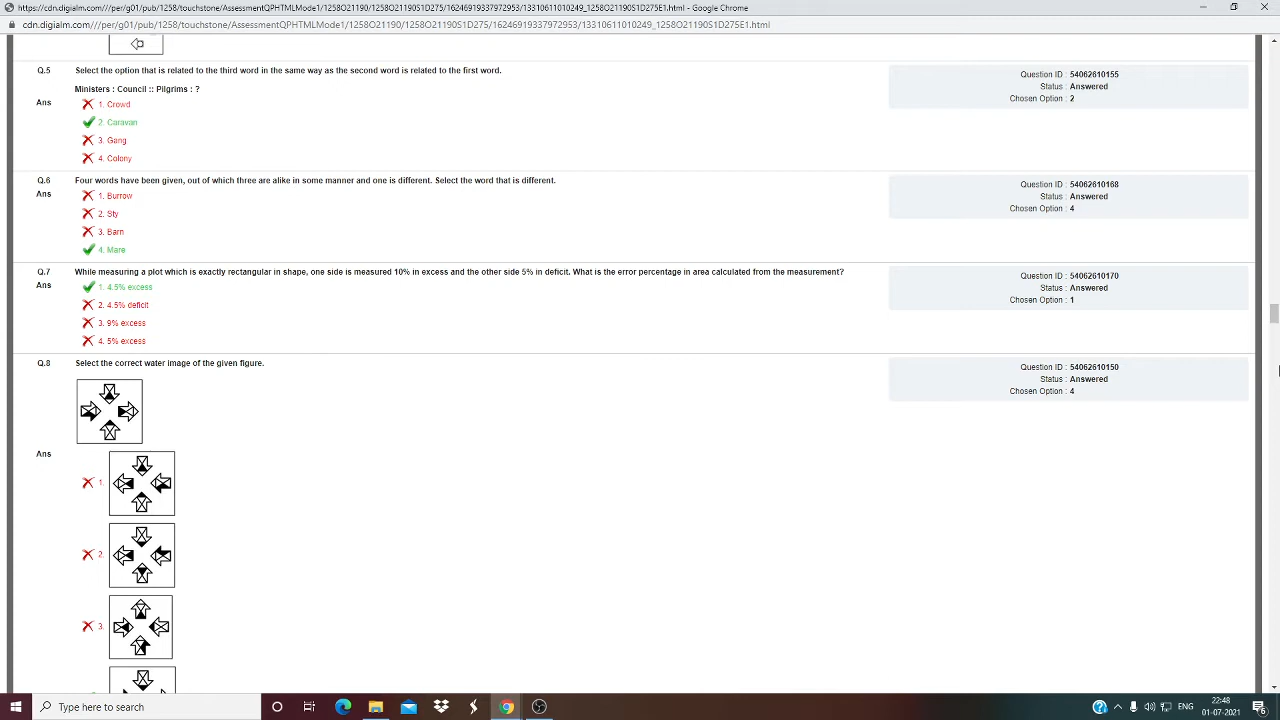 https://cdn.digialm.com///per/g01/pub/1258/touchstone/AssessmentQPHTMLMode1/1258O21190/1258O21190S1D275/16246919337972953/13310611010249_1258O21190S1D275E1.html - Google Chrome
cdn.digialm.com///per/g01/pub/1258/touchstone/AssessmentQPHTMLMode1/1258O21190/1258O21190S1D275/16246919337972953/13310611010249_1258O21190S1D275E1.html
Q.5 Select the option that is related to the third word in the same way as the second word is related to the first word.
Ministers : Council :: Pilgrims : ?
Ans
1. Crowd
2. Caravan
3. Gang
4. Colony
Question ID : 54062610155
Status : Answered
Chosen Option : 2
Q.6 Four words have been given, out of which three are alike in some manner and one is different. Select the word that is different.
Ans
1. Burrow
2. Sty
3. Barn
4. Mare
Question ID : 54062610168
Status : Answered
Chosen Option : 4
Q.7 While measuring a plot which is exactly rectangular in shape, one side is measured 10% in excess and the other side 5% in deficit. What is the error percentage in area calculated from the measurement?
Ans
1. 4.5% excess
2. 4.5% deficit
3. 9% excess
4. 5% excess
Question ID : 54062610170
Status : Answered
Chosen Option : 1
Q.8 Select the correct water image of the given figure.
Ans
1.
2.
3.
Question ID : 54062610150
Status : Answered
Chosen Option : 4
Type here to search
ENG
22:48
01-07-2021